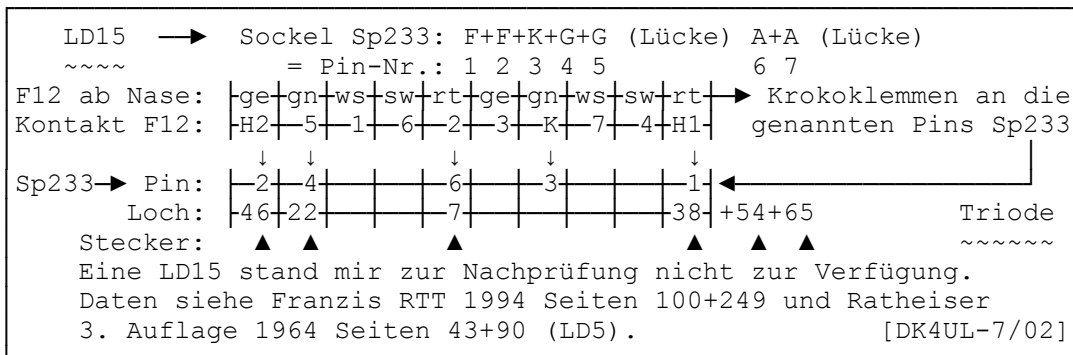 LD15 ──► Sockel Sp233: F+F+K+G+G (Lücke) A+A (Lücke)
~~~~ = Pin-Nr.: 1 2 3 4 5 6 7
F12 ab Nase: ├ge┼gn┼ws┼sw┼rt┼ge┼gn┼ws┼sw┼rt┼─► Krokoklemmen an die
Kontakt F12: ├H2┼─5┼─1┼─6┼─2┼─3┼─K┼─7┼─4┼H1┤ genannten Pins Sp233
↓ ↓ ↓ ↓ ↓
Sp233─► Pin: ├─2┼─4┼──┼──┼─6┼──┼─3┼──┼──┼─1┤◄
Loch: ├46┼22┼──┼──┼─7┼──┼──┼──┼──┼38┤+54+65 Triode
Stecker: ▲ ▲ ▲ ▲ ▲ ▲ ~~~~~~
Eine LD15 stand mir zur Nachprüfung nicht zur Verfügung.
Daten siehe Franzis RTT 1994 Seiten 100+249 und Ratheiser
3. Auflage 1964 Seiten 43+90 (LD5). [DK4UL-7/02]